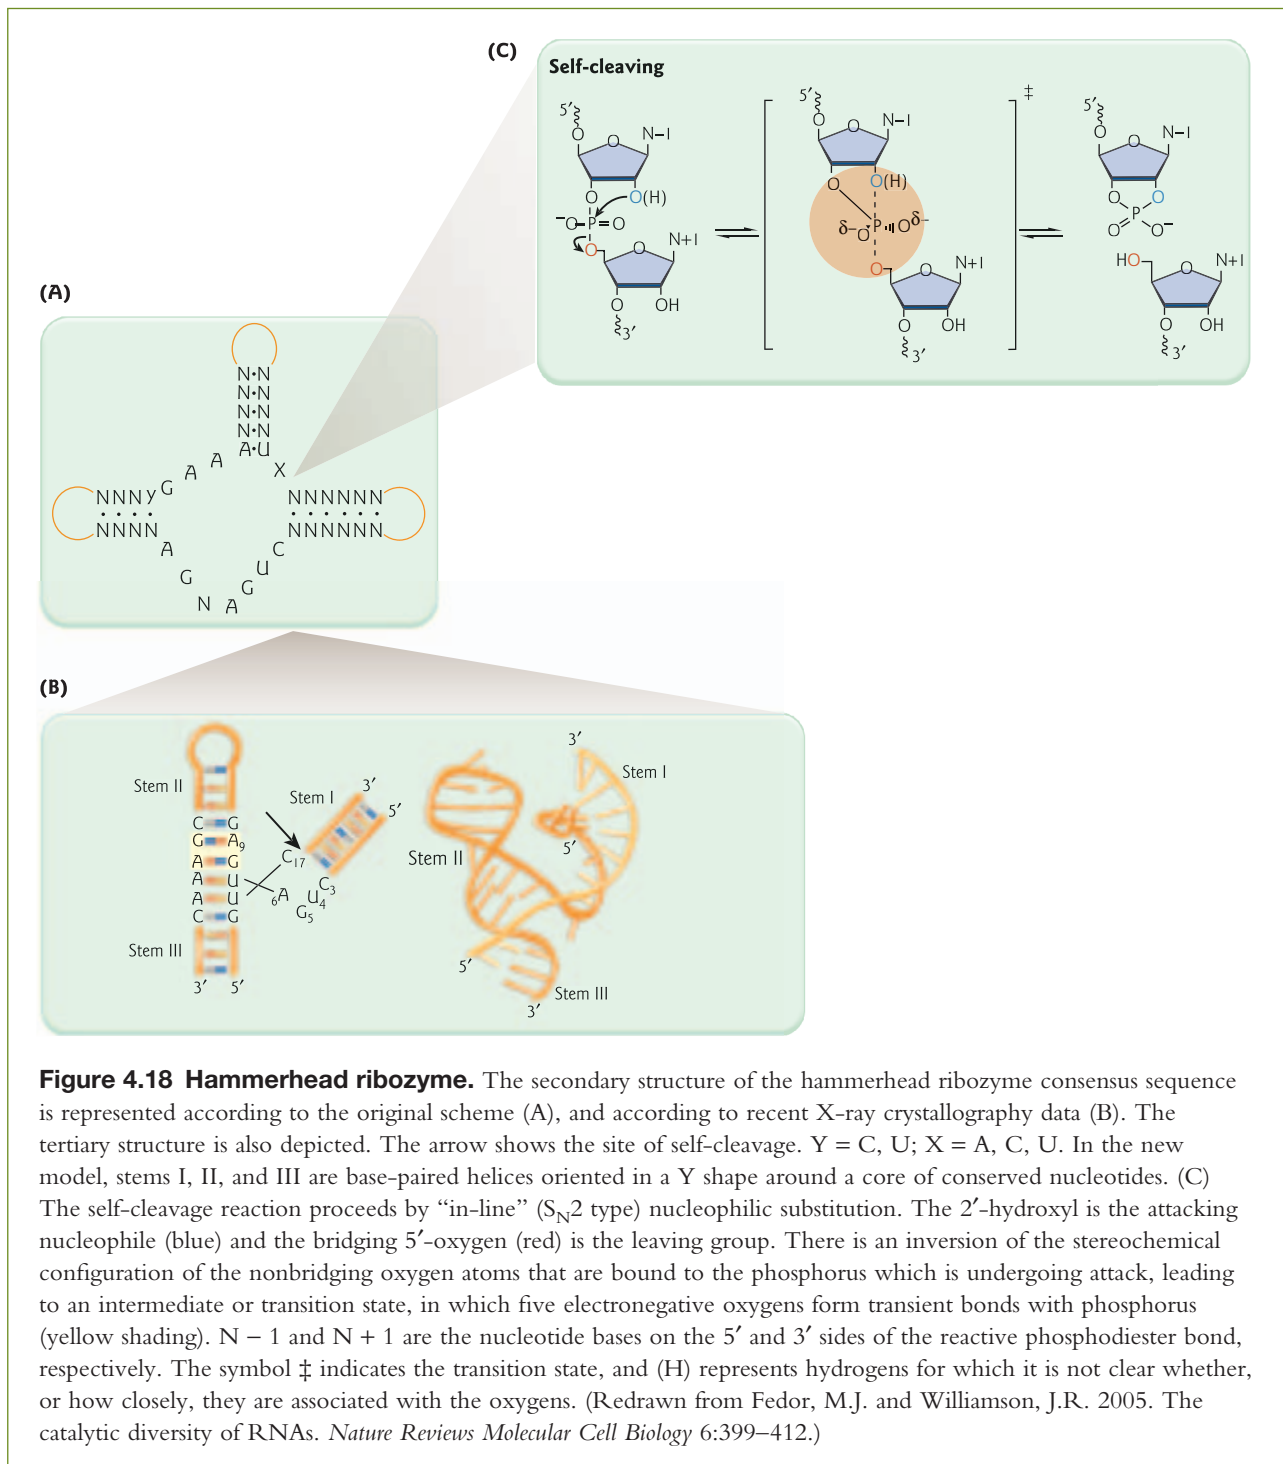 (C)
Self-cleaving
5′
O
O
N–I
O
O(H)
⁻O–P=O
O
O
N+I
O
OH
3′
‡
5′
O
O
N–I
O
O(H)
δ–O
P
Oδ–
O
O
N+I
O
OH
3′
5′
O
O
N–I
O
O
P
O
O⁻
HO
O
N+I
O
OH
3′
(A)
N•N
N•N
N•N
N•N
A•U
A
X
A
G
NNNy
NNNNNN
NNNN
NNNNNN
A
C
G
U
N
A
G
(B)
Stem II
Stem I
3′
5′
C G
G A9
A G
A U
A U
C G
C17
6A
G5
U4
C3
Stem III
3′ 5′
3′
Stem I
5′
Stem II
5′
Stem III
3′
Figure 4.18 Hammerhead ribozyme. The secondary structure of the hammerhead ribozyme consensus sequence
is represented according to the original scheme (A), and according to recent X-ray crystallography data (B). The
tertiary structure is also depicted. The arrow shows the site of self-cleavage. Y = C, U; X = A, C, U. In the new
model, stems I, II, and III are base-paired helices oriented in a Y shape around a core of conserved nucleotides. (C)
The self-cleavage reaction proceeds by “in-line” (SN2 type) nucleophilic substitution. The 2′-hydroxyl is the attacking
nucleophile (blue) and the bridging 5′-oxygen (red) is the leaving group. There is an inversion of the stereochemical
configuration of the nonbridging oxygen atoms that are bound to the phosphorus which is undergoing attack, leading
to an intermediate or transition state, in which five electronegative oxygens form transient bonds with phosphorus
(yellow shading). N − 1 and N + 1 are the nucleotide bases on the 5′ and 3′ sides of the reactive phosphodiester bond,
respectively. The symbol ‡ indicates the transition state, and (H) represents hydrogens for which it is not clear whether,
or how closely, they are associated with the oxygens. (Redrawn from Fedor, M.J. and Williamson, J.R. 2005. The
catalytic diversity of RNAs. Nature Reviews Molecular Cell Biology 6:399–412.)